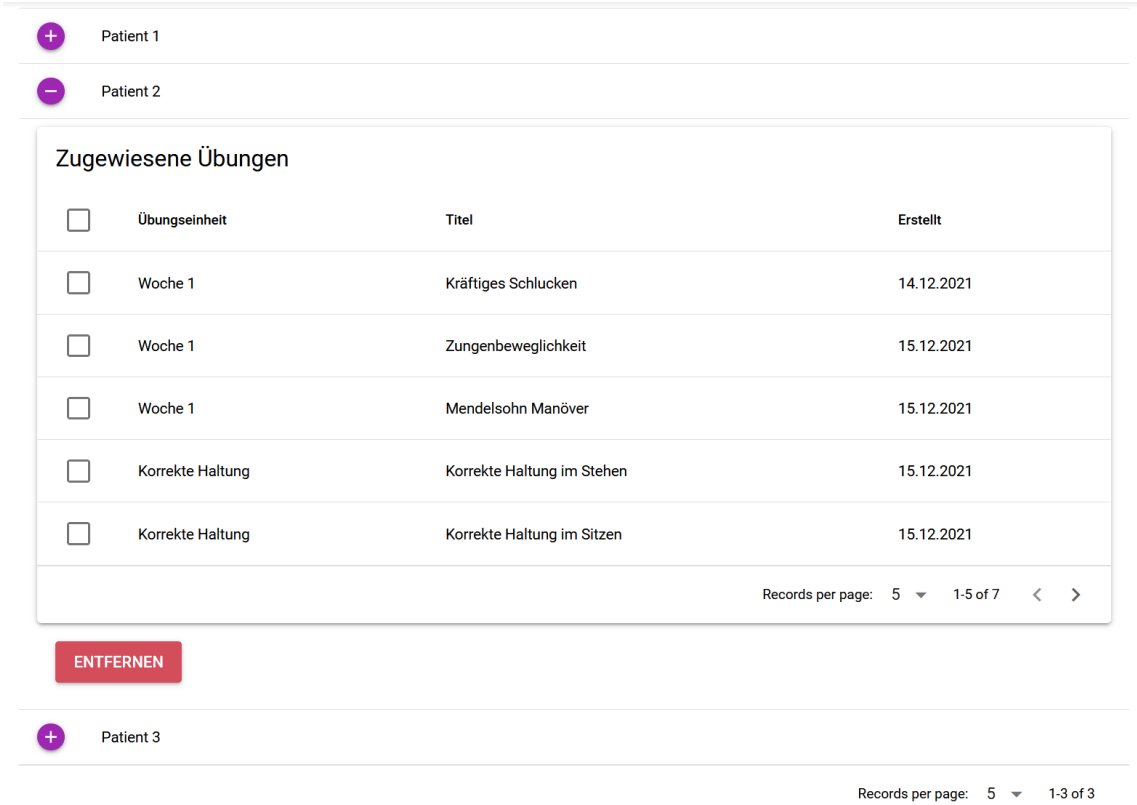 Patient 1
Patient 2
Zugewiesene Übungen
Übungseinheit Titel Erstellt
Woche 1 Kräftiges Schlucken 14.12.2021
Woche 1 Zungenbeweglichkeit 15.12.2021
Woche 1 Mendelsohn Manöver 15.12.2021
Korrekte Haltung Korrekte Haltung im Stehen 15.12.2021
Korrekte Haltung Korrekte Haltung im Sitzen 15.12.2021
Records per page: 5 1-5 of 7
ENTFERNEN
Patient 3
Records per page: 5 1-3 of 3